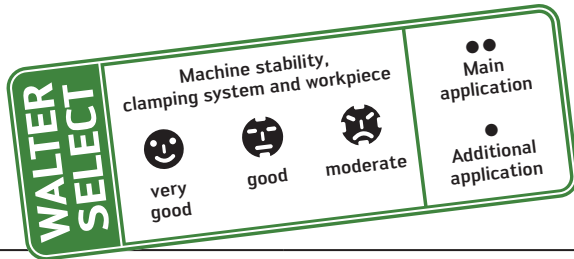 WALTER
SELECT
Machine stability,
clamping system and workpiece
very
good
good
moderate
●●
Main
application
●
Additional
application